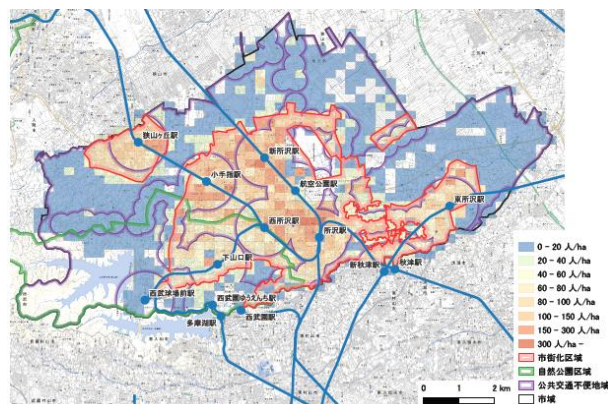 狭山ヶ丘駅
新所沢駅
小手指駅
航空公園駅
東所沢駅
西所沢駅
所沢駅
下山口駅
新秋津駅
秋津駅
西武球場前駅
西武園ゆうえんち駅
西武園駅
多摩湖駅
0 - 20 人/ha
20 - 40 人/ha
40 - 60 人/ha
60 - 80 人/ha
80 - 100 人/ha
100 - 150 人/ha
150 - 300 人/ha
300 人/ha -
市街化区域
自然公園区域
公共交通不便地域
市域
0 1 2 km